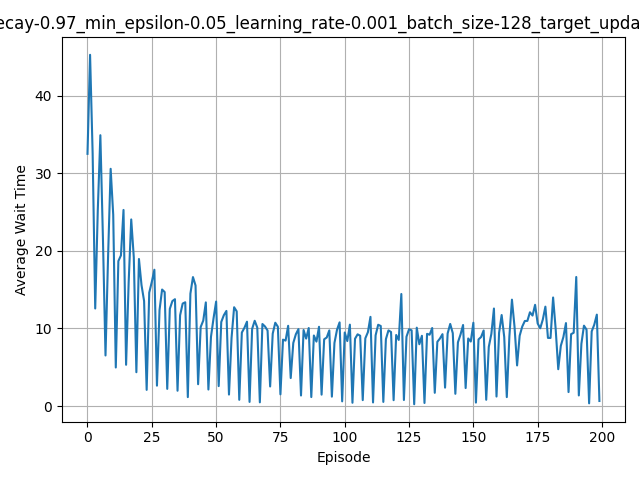 ecay-0.97_min_epsilon-0.05_learning_rate-0.001_batch_size-128_target_upda
Average Wait Time
40
30
20
10
0
0 25 50 75 100 125 150 175 200
Episode